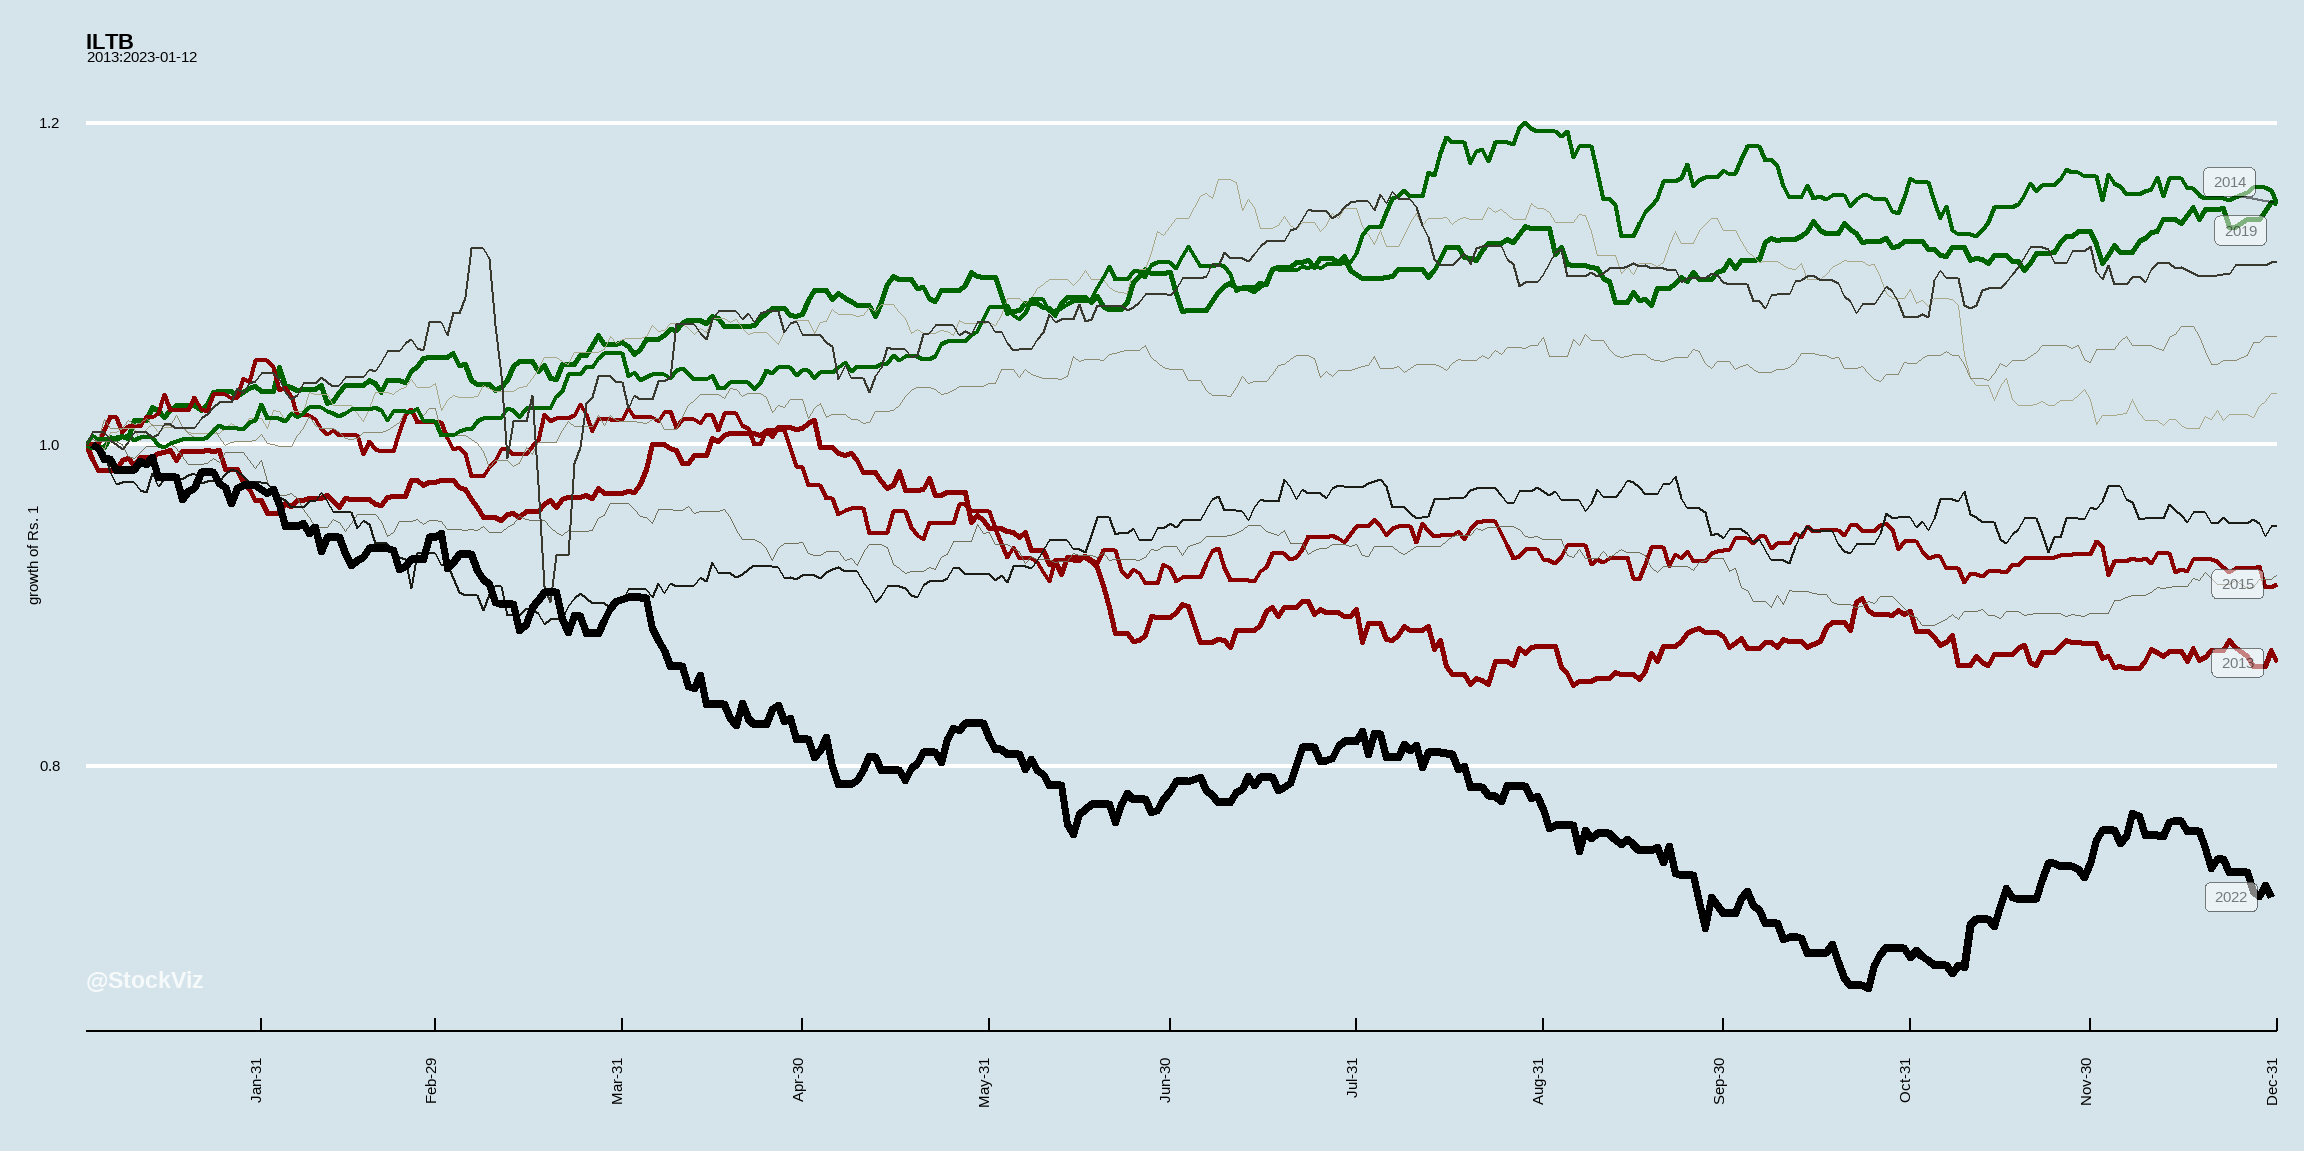 ILTB
2013:2023-01-12
1.2
1.0
0.8
growth of Rs. 1
2014
2019
2015
2013
2022
@StockViz
Jan-31
Feb-29
Mar-31
Apr-30
May-31
Jun-30
Jul-31
Aug-31
Sep-30
Oct-31
Nov-30
Dec-31